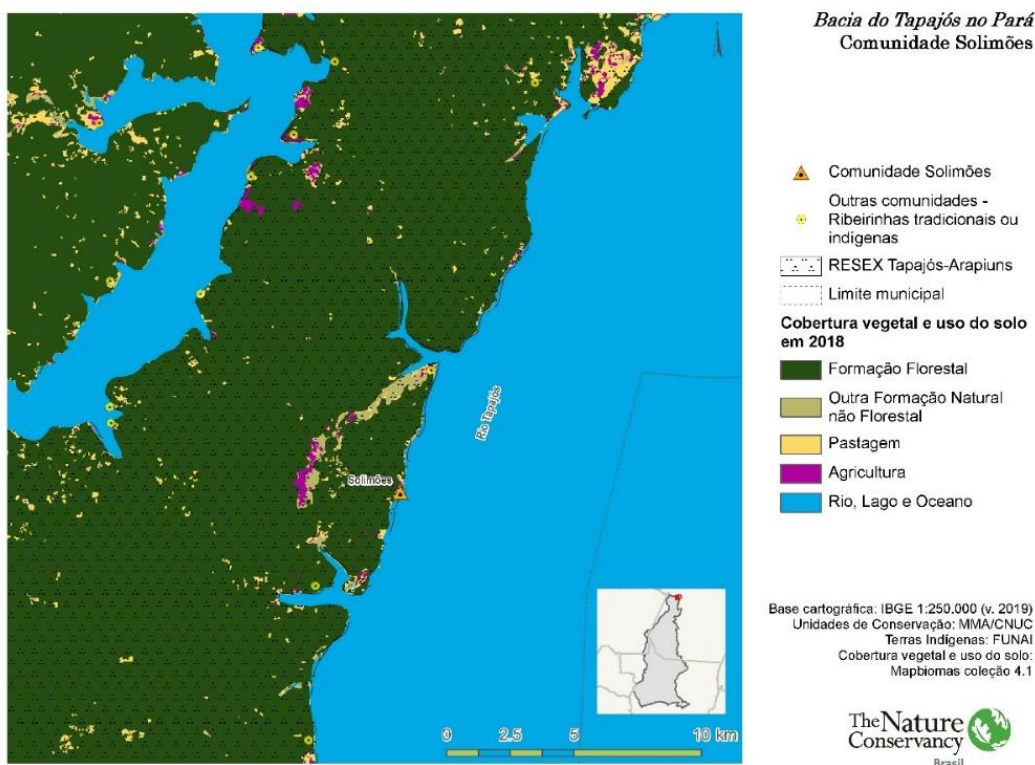 Bacia do Tapajós no Pará
Comunidade Solimões
Comunidade Solimões
Outras comunidades -
Ribeirinhas tradicionais ou
indígenas
RESEX Tapajós-Arapiuns
Limite municipal
Cobertura vegetal e uso do solo
em 2018
Formação Florestal
Outra Formação Natural
não Florestal
Pastagem
Agricultura
Rio, Lago e Oceano
Rio Tapajós
Solimões
0 2.5 5 10 km
Base cartográfica: IBGE 1:250.000 (v. 2019)
Unidades de Conservação: MMA/CNUC
Terras Indígenas: FUNAI
Cobertura vegetal e uso do solo:
Mapbiomas coleção 4.1
The Nature
Conservancy
Brasil